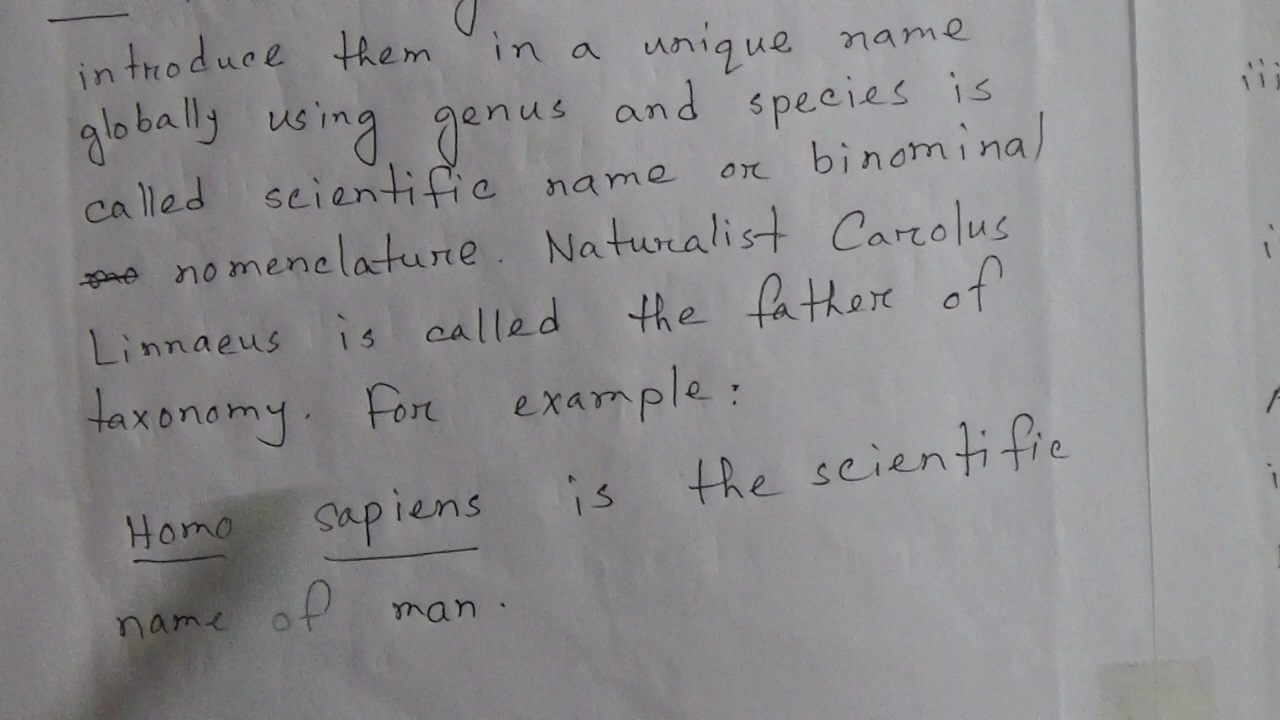 introduce them in a unique name
globally using genus and species is
called scientific name or binominal
nomenclature. Naturalist Carolus
Linnaeus is called the father of
taxonomy. For example:
Homo sapiens is the scientific
name of man.